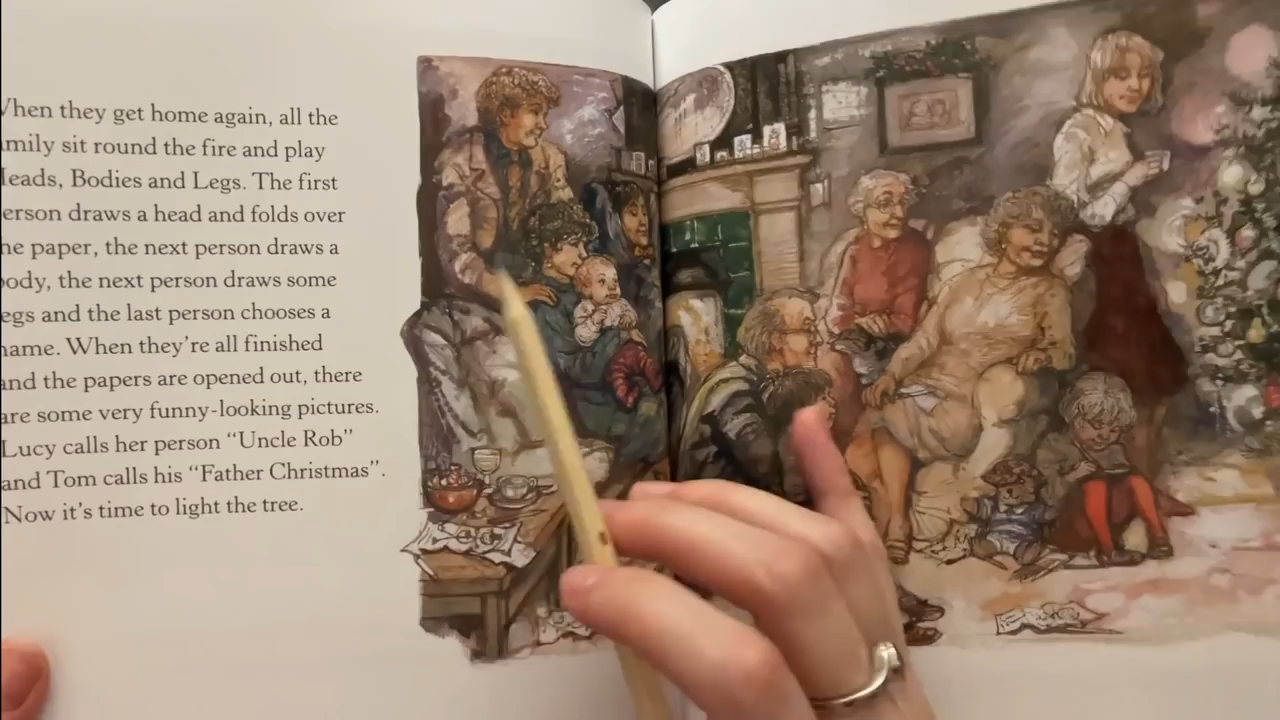 When they get home again, all the
mily sit round the fire and play
eads, Bodies and Legs. The first
erson draws a head and folds over
he paper, the next person draws a
ody, the next person draws some
egs and the last person chooses a
name. When they're all finished
and the papers are opened out, there
are some very funny-looking pictures.
Lucy calls her person “Uncle Rob”
and Tom calls his “Father Christmas”.
Now it's time to light the tree.